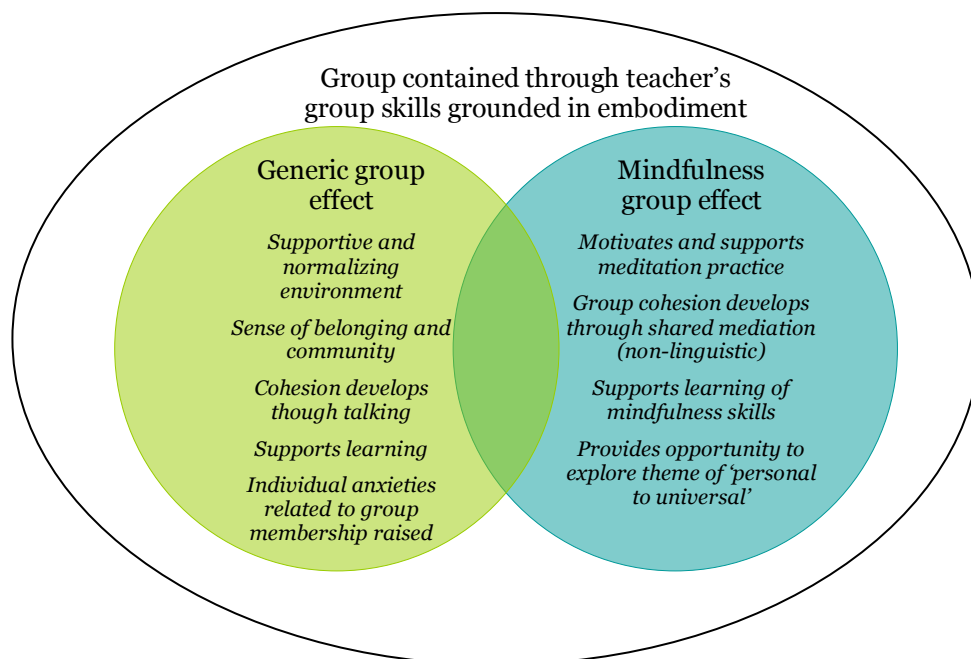 Group contained through teacher’s
group skills grounded in embodiment
Generic group
effect
Supportive and
normalizing
environment
Sense of belonging and
community
Cohesion develops
though talking
Supports learning
Individual anxieties
related to group
membership raised
Mindfulness
group effect
Motivates and supports
meditation practice
Group cohesion develops
through shared mediation
(non-linguistic)
Supports learning of
mindfulness skills
Provides opportunity to
explore theme of ‘personal
to universal’